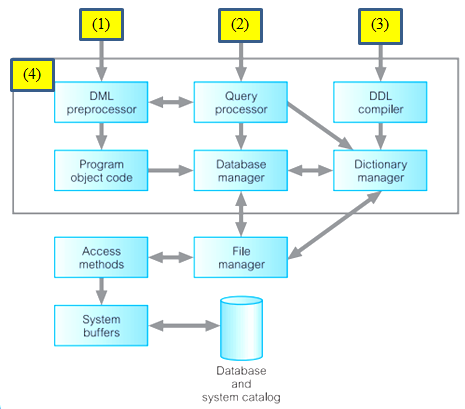 (1)
(2)
(3)
(4)
DML
preprocessor
Query
processor
DDL
compiler
Program
object code
Database
manager
Dictionary
manager
Access
methods
File
manager
System
buffers
Database
and
system catalog